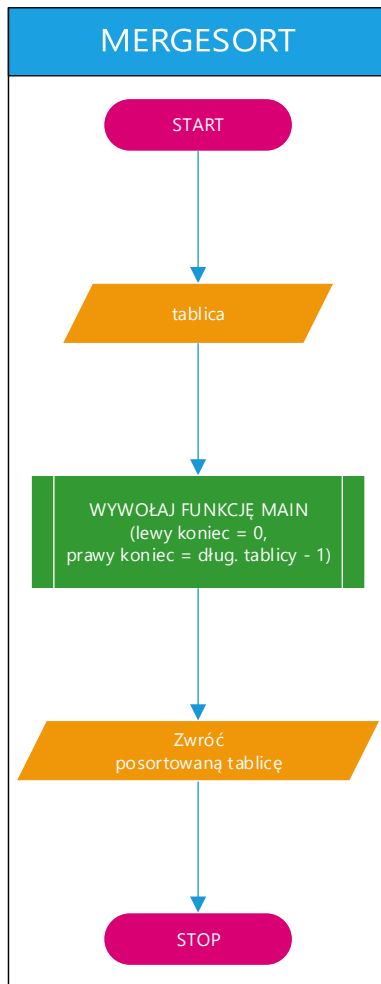 MERGESORT
START
tablica
WYWOŁAJ FUNKCJĘ MAIN
(lewy koniec = 0,
prawy koniec = dług. tablicy - 1)
Zwróć
posortowaną tablicę
STOP